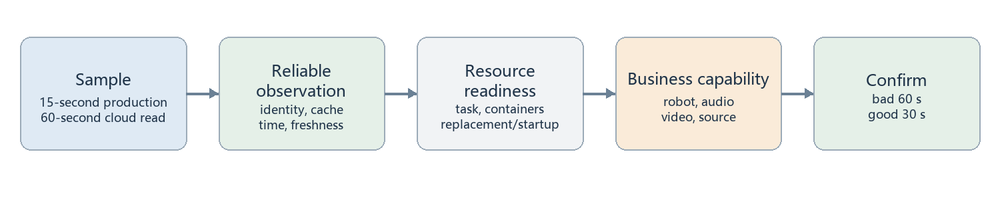 Sample
15-second production
60-second cloud read
Reliable
observation
identity, cache
time, freshness
Resource
readiness
task, containers
replacement/startup
Business capability
robot, audio
video, source
Confirm
bad 60 s
good 30 s